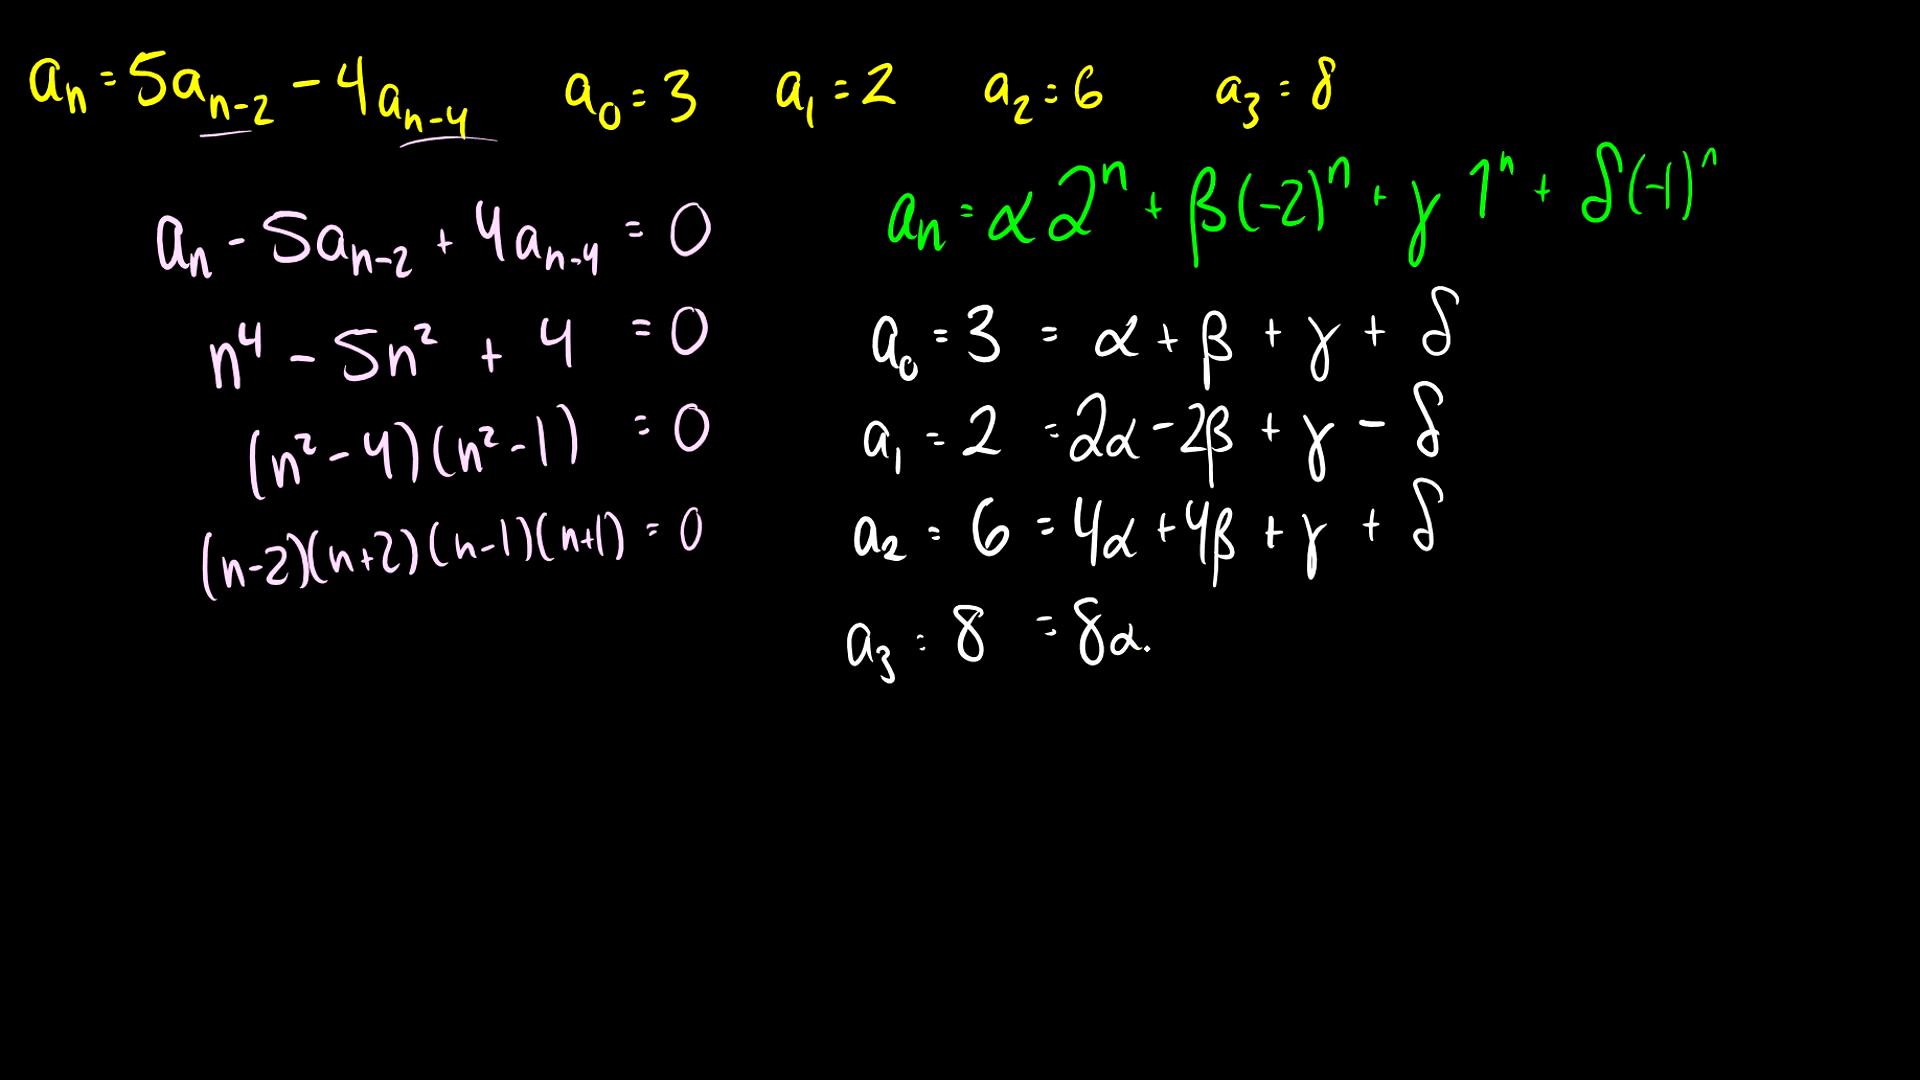 aₙ = 5aₙ₋₂ - 4aₙ₋₄   a₀ = 3   a₁ = 2   a₂ = 6   a₃ = 8
aₙ - 5aₙ₋₂ + 4aₙ₋₄ = 0
n⁴ - 5n² + 4 = 0
(n² - 4)(n² - 1) = 0
(n-2)(n+2)(n-1)(n+1) = 0
aₙ = α2ⁿ + β(-2)ⁿ + γ1ⁿ + δ(-1)ⁿ
a₀ = 3 = α + β + γ + δ
a₁ = 2 = 2α - 2β + γ - δ
a₂ = 6 = 4α + 4β + γ + δ
a₃ = 8 = 8α.